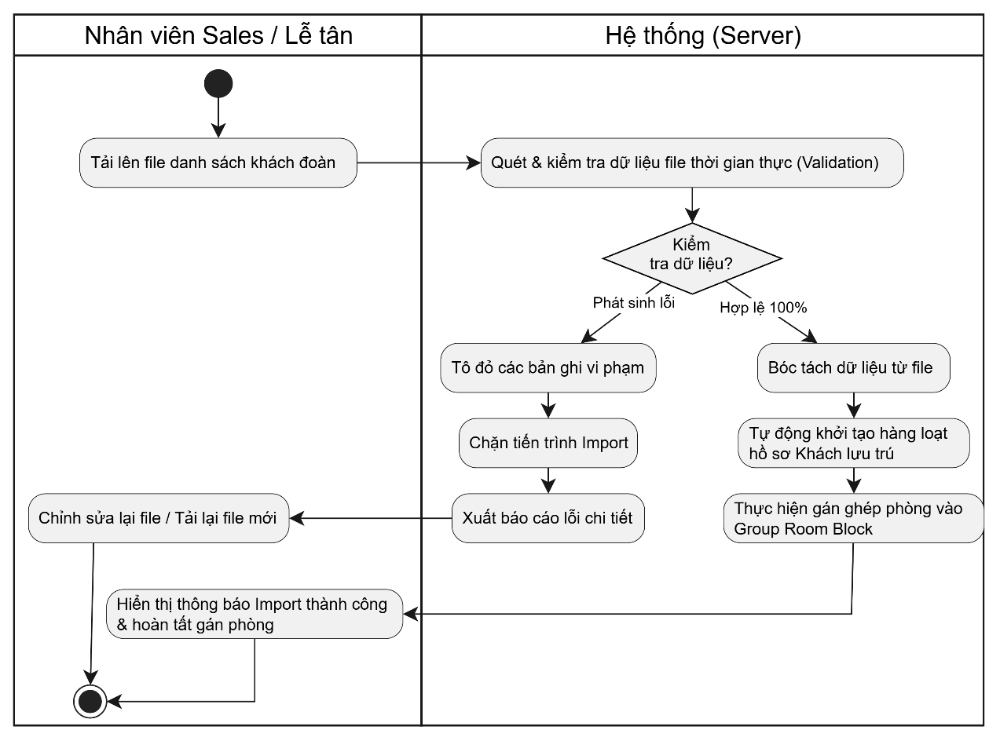 Nhân viên Sales / Lễ tân
Hệ thống (Server)
Tải lên file danh sách khách đoàn
Quét & kiểm tra dữ liệu file thời gian thực (Validation)
Kiểm
tra dữ liệu?
Phát sinh lỗi
Hợp lệ 100%
Tô đỏ các bản ghi vi phạm
Bóc tách dữ liệu từ file
Chặn tiến trình Import
Tự động khởi tạo hàng loạt
hồ sơ Khách lưu trú
Chỉnh sửa lại file / Tải lại file mới
Xuất báo cáo lỗi chi tiết
Thực hiện gán ghép phòng vào
Group Room Block
Hiển thị thông báo Import thành công
& hoàn tất gán phòng